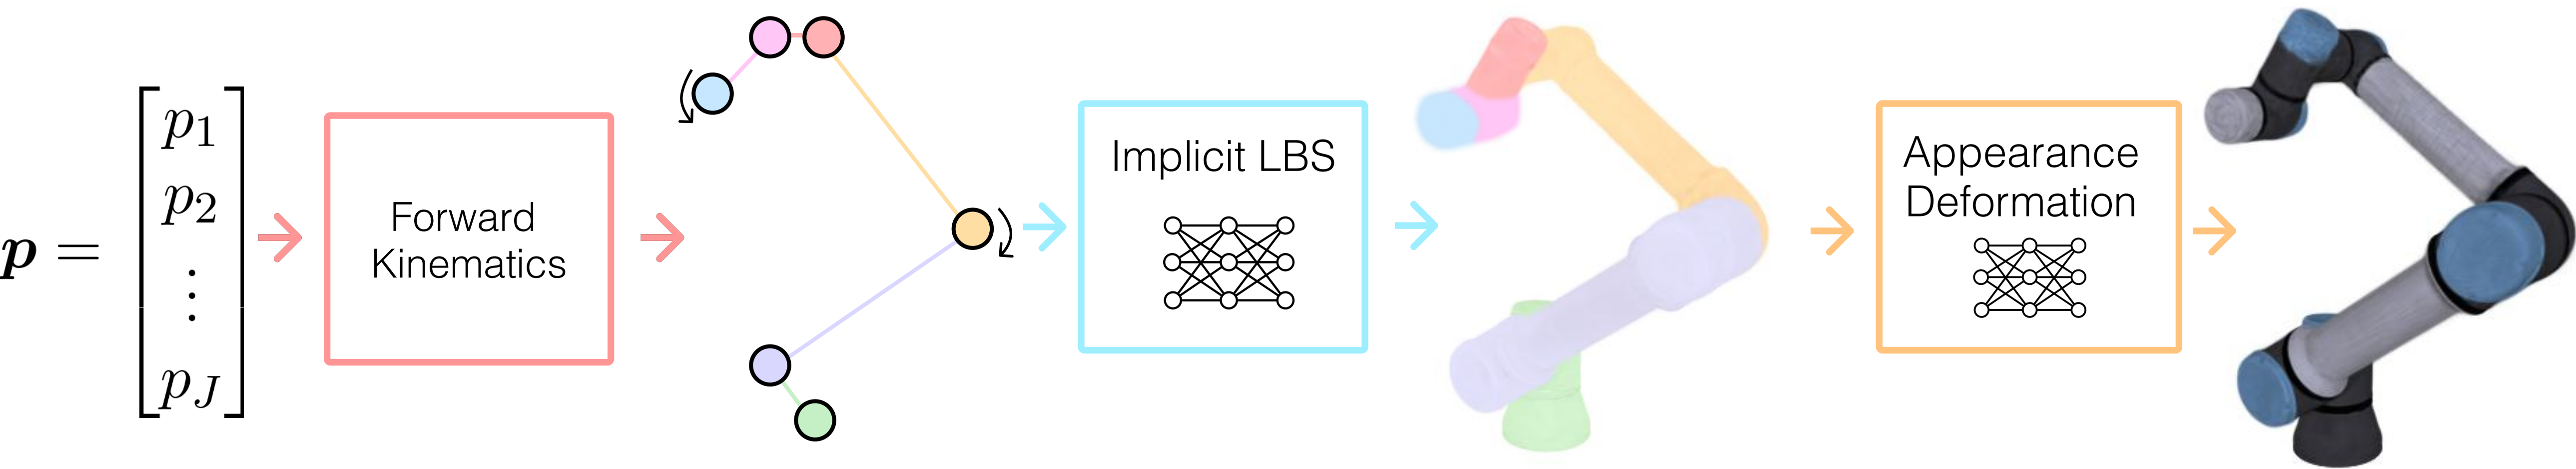 p =
p1
p2
⋮
pJ
Forward
Kinematics
Implicit LBS
Appearance
Deformation